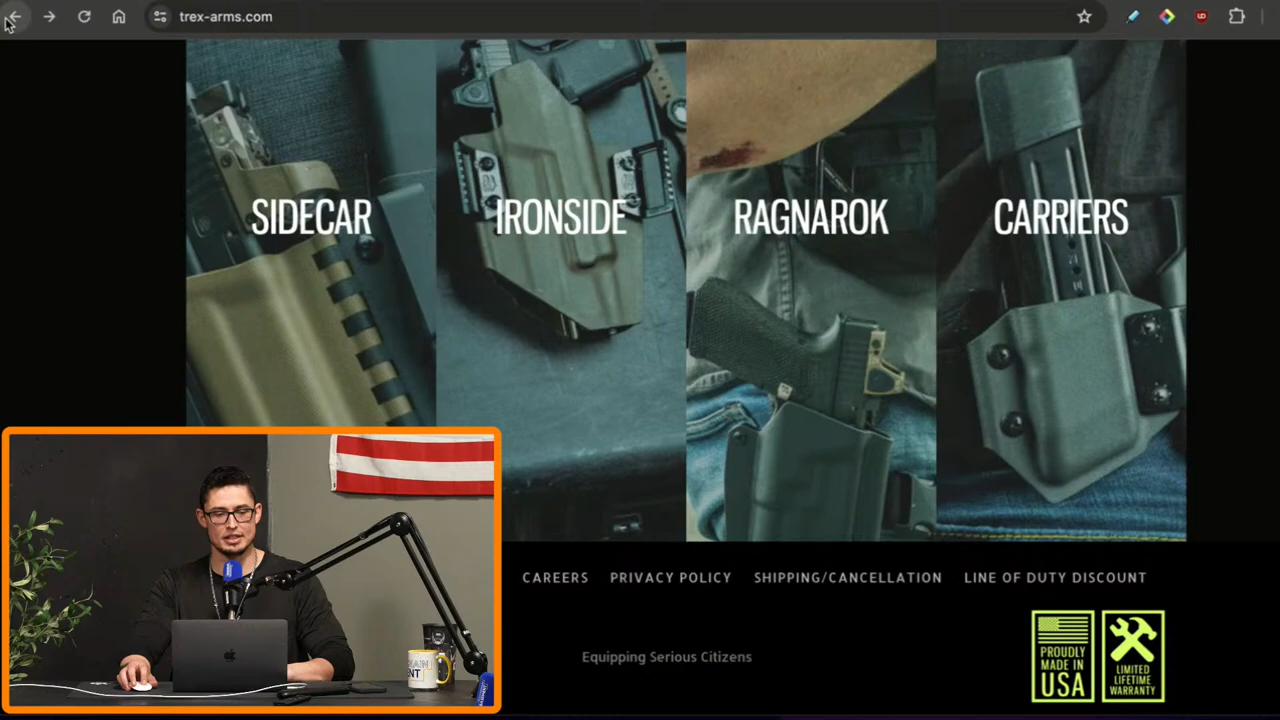 trex-arms.com
SIDECAR
IRONSIDE
RAGNAROK
CARRIERS
CAREERS PRIVACY POLICY SHIPPING/CANCELLATION LINE OF DUTY DISCOUNT
Equipping Serious Citizens
PROUDLY
MADE IN
USA
LIMITED
LIFETIME
WARRANTY